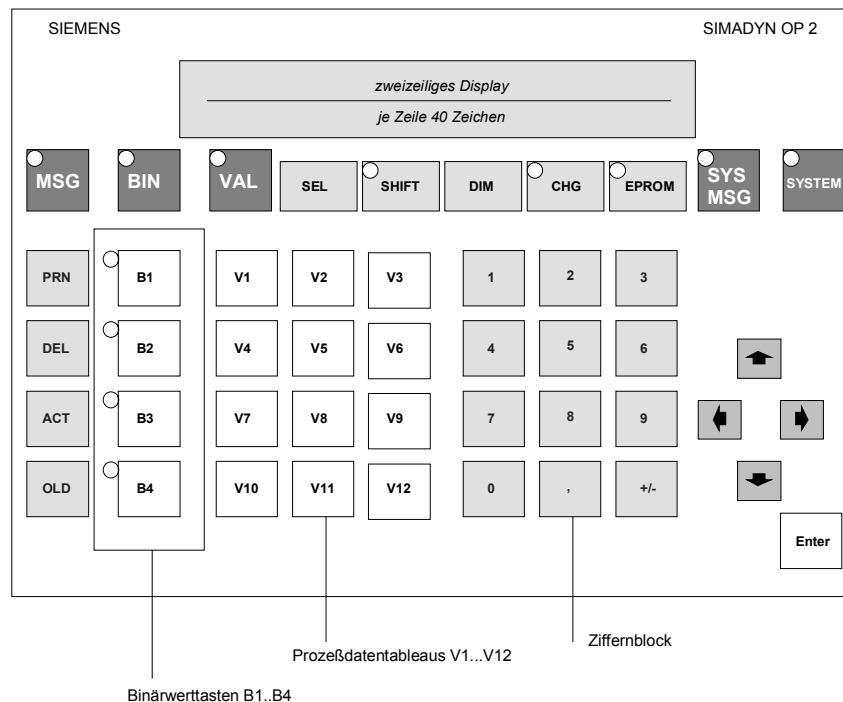 SIEMENS SIMADYN OP 2
zweizeiliges Display
je Zeile 40 Zeichen
MSG BIN VAL SEL SHIFT DIM CHG EPROM SYS MSG SYSTEM
PRN B1 V1 V2 V3 1 2 3
DEL B2 V4 V5 V6 4 5 6
ACT B3 V7 V8 V9 7 8 9
OLD B4 V10 V11 V12 0 , +/-
Enter
Ziffernblock
Prozeßdatentableaus V1...V12
Binärwerttasten B1..B4